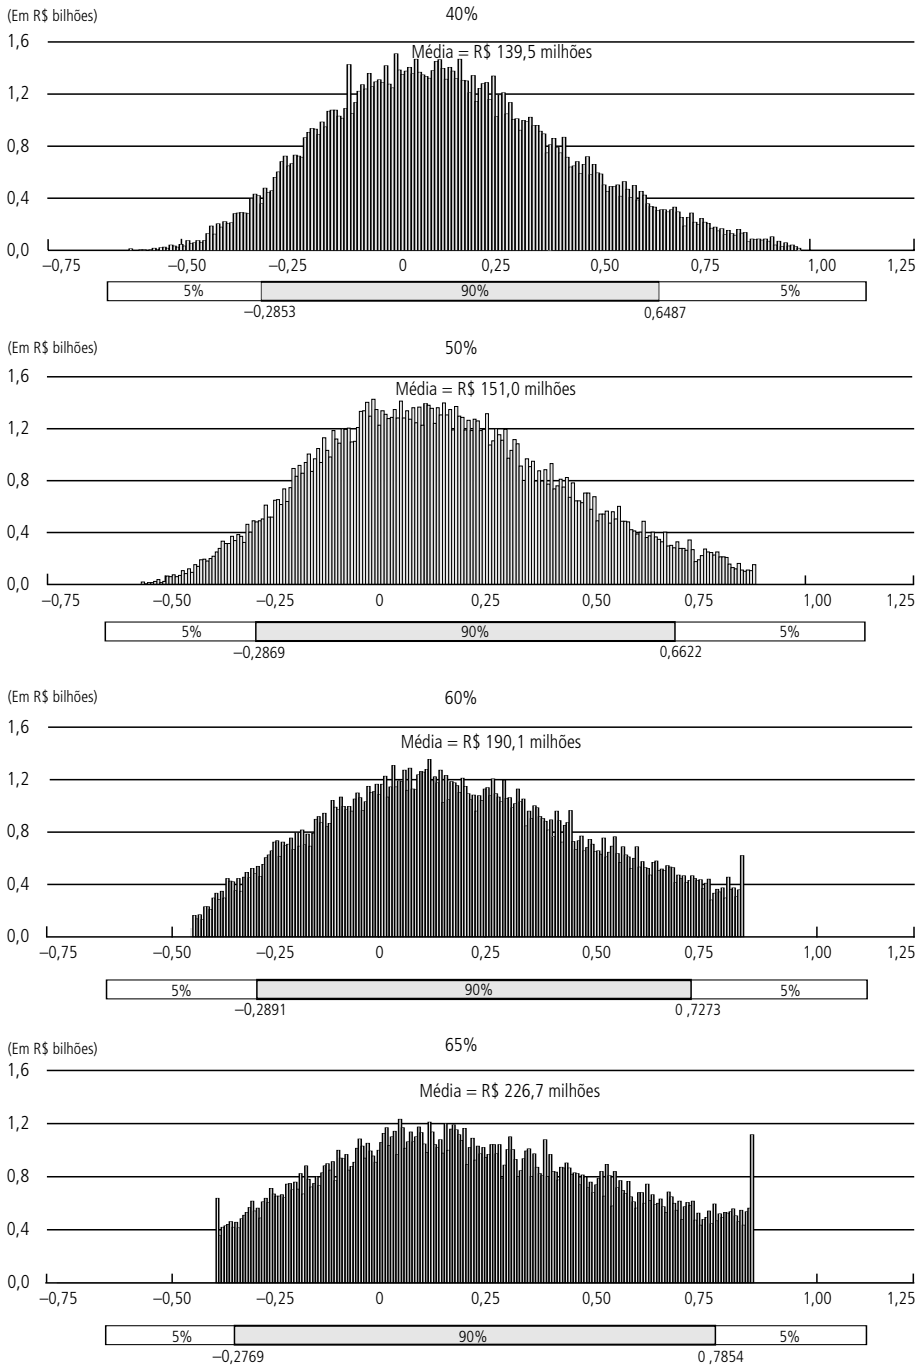 (Em R$ bilhões)
40%
1,6
Média = R$ 139,5 milhões
1,2
0,8
0,4
0,0
–0,75 –0,50 –0,25 0 0,25 0,50 0,75 1,00 1,25
5% 90% 5%
–0,2853 0,6487
(Em R$ bilhões)
50%
1,6
Média = R$ 151,0 milhões
1,2
0,8
0,4
0,0
–0,75 –0,50 –0,25 0 0,25 0,50 0,75 1,00 1,25
5% 90% 5%
–0,2869 0,6622
(Em R$ bilhões)
60%
1,6
Média = R$ 190,1 milhões
1,2
0,8
0,4
0,0
–0,75 –0,50 –0,25 0 0,25 0,50 0,75 1,00 1,25
5% 90% 5%
–0,2891 0 ,7273
(Em R$ bilhões)
65%
1,6
Média = R$ 226,7 milhões
1,2
0,8
0,4
0,0
–0,75 –0,50 –0,25 0 0,25 0,50 0,75 1,00 1,25
5% 90% 5%
–0,2769 0 ,7854